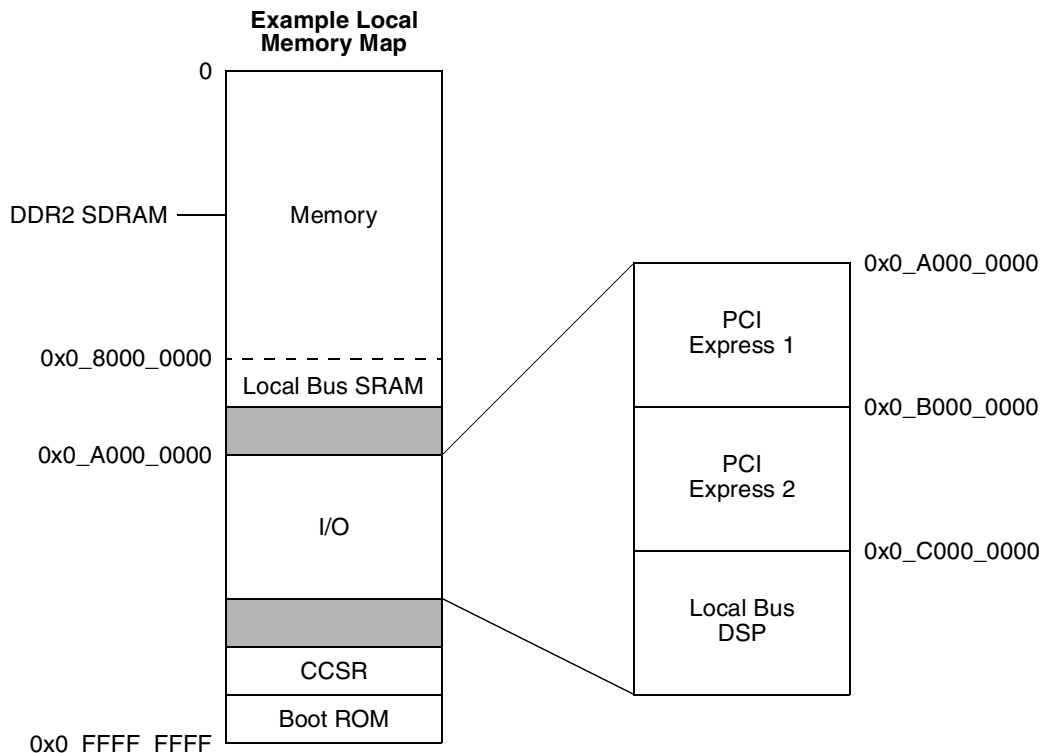 Example Local
Memory Map
0
DDR2 SDRAM
Memory
0x0_8000_0000
Local Bus SRAM
0x0_A000_0000
I/O
CCSR
Boot ROM
0x0_FFFF_FFFF
0x0_A000_0000
PCI
Express 1
0x0_B000_0000
PCI
Express 2
0x0_C000_0000
Local Bus
DSP